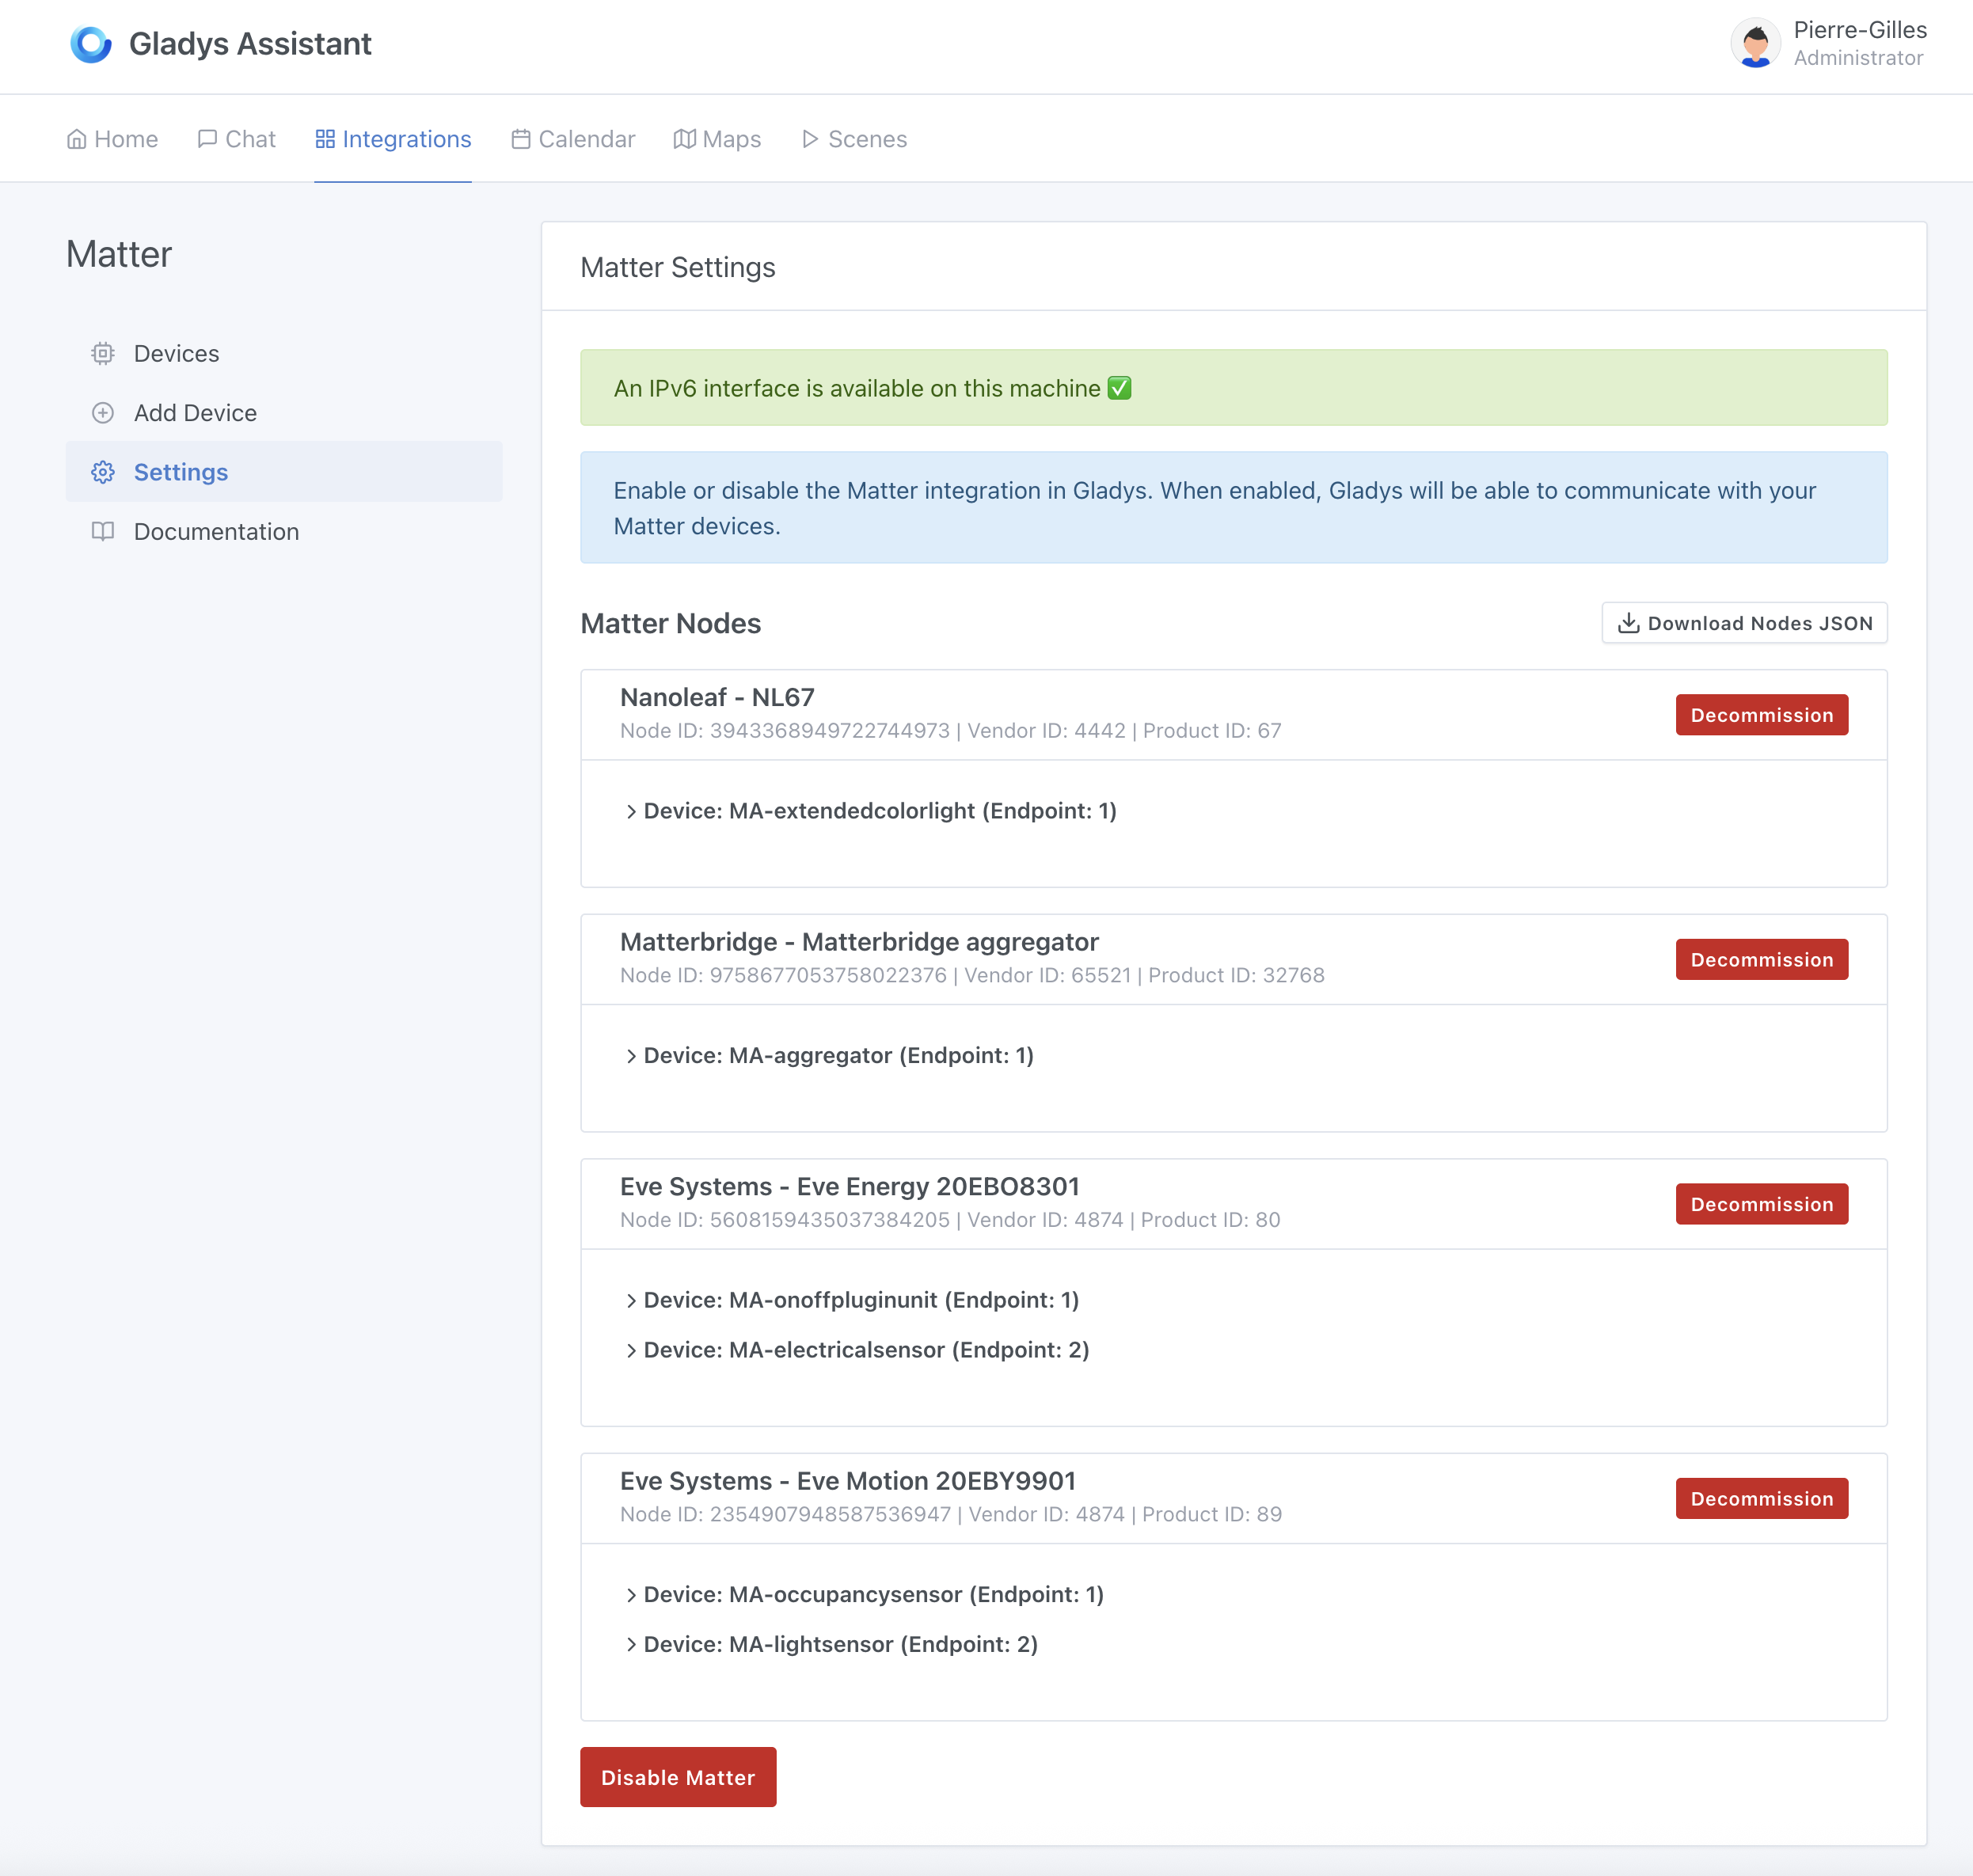 Gladys Assistant
Pierre-Gilles
Administrator
Home
Chat
Integrations
Calendar
Maps
Scenes
Matter
Devices
Add Device
Settings
Documentation
Matter Settings
An IPv6 interface is available on this machine ✅
Enable or disable the Matter integration in Gladys. When enabled, Gladys will be able to communicate with your
Matter devices.
Matter Nodes
Download Nodes JSON
Nanoleaf - NL67
Node ID: 3943368949722744973 | Vendor ID: 4442 | Product ID: 67
Decommission
Device: MA-extendedcolorlight (Endpoint: 1)
Matterbridge - Matterbridge aggregator
Node ID: 9758677053758022376 | Vendor ID: 65521 | Product ID: 32768
Decommission
Device: MA-aggregator (Endpoint: 1)
Eve Systems - Eve Energy 20EBO8301
Node ID: 5608159435037384205 | Vendor ID: 4874 | Product ID: 80
Decommission
Device: MA-onoffpluginunit (Endpoint: 1)
Device: MA-electricalsensor (Endpoint: 2)
Eve Systems - Eve Motion 20EBY9901
Node ID: 2354907948587536947 | Vendor ID: 4874 | Product ID: 89
Decommission
Device: MA-occupancysensor (Endpoint: 1)
Device: MA-lightsensor (Endpoint: 2)
Disable Matter